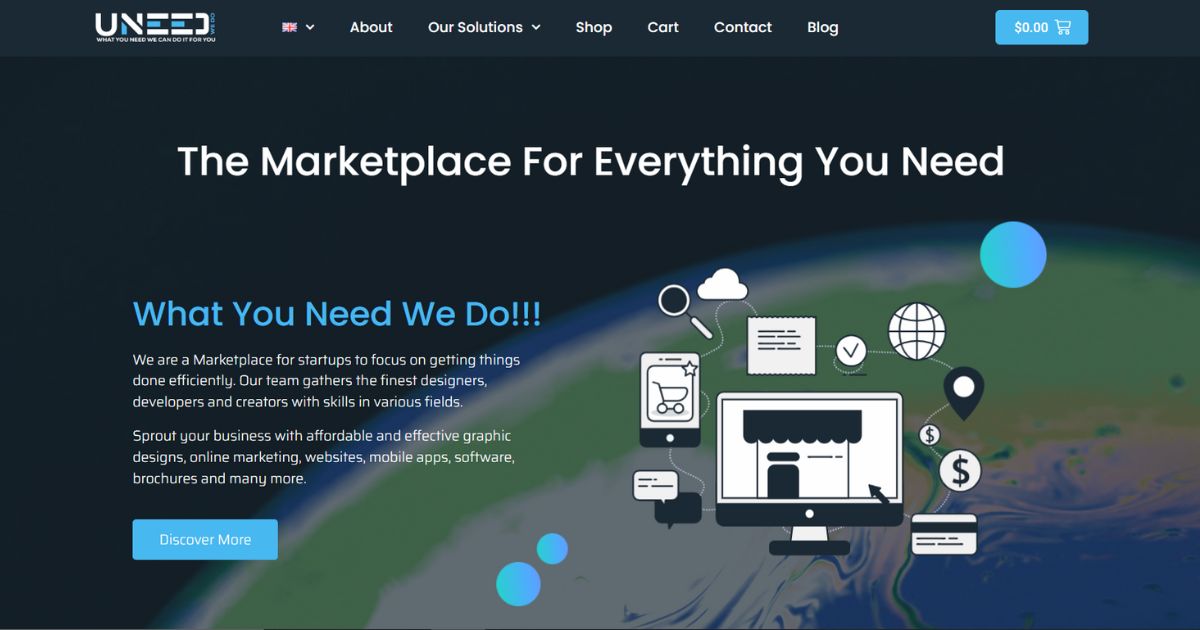 UNEED
WE DO
WHAT YOU NEED WE CAN DO IT FOR YOU
About
Our Solutions
Shop
Cart
Contact
Blog
$0.00
The Marketplace For Everything You Need
What You Need We Do!!!
We are a Marketplace for startups to focus on getting things
done efficiently. Our team gathers the finest designers,
developers and creators with skills in various fields.
Sprout your business with affordable and effective graphic
designs, online marketing, websites, mobile apps, software,
brochures and many more.
Discover More
$
$